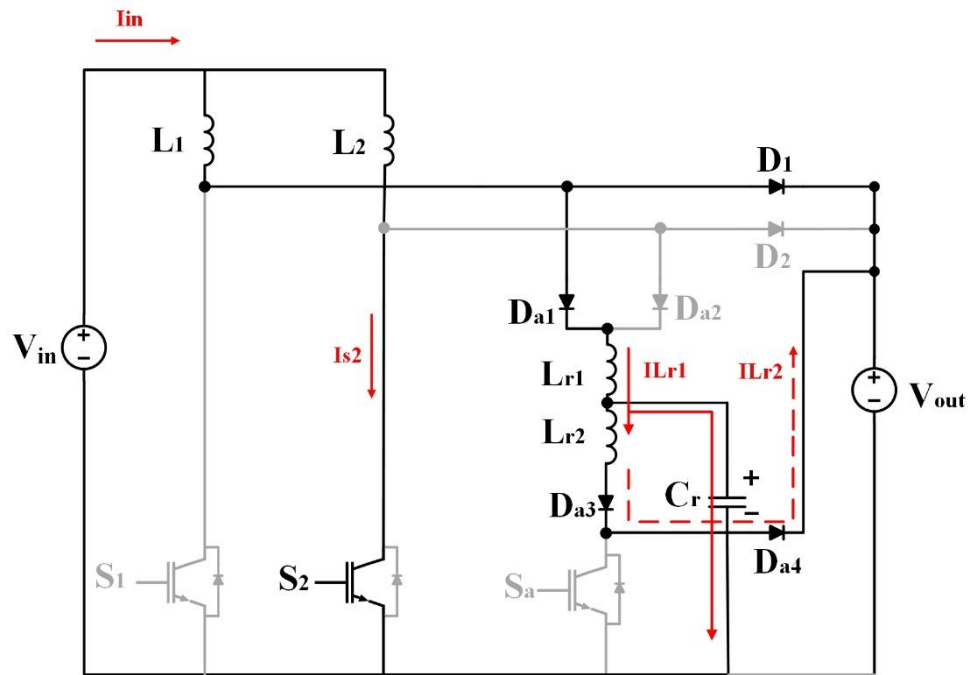 Iin
L1
L2
D1
D2
Da1
Da2
Vin
+
−
Is2
Lr1
ILr1
ILr2
+
−
Vout
Lr2
Da3
Cr
+
−
Da4
S1
S2
Sa